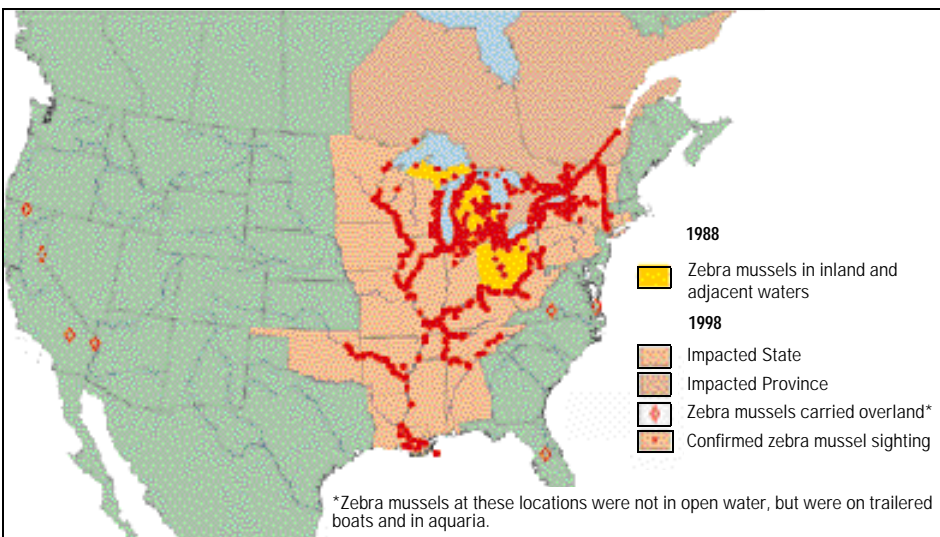 1988
Zebra mussels in inland and
adjacent waters
1998
Impacted State
Impacted Province
Zebra mussels carried overland*
Confirmed zebra mussel sighting
*Zebra mussels at these locations were not in open water, but were on trailered
boats and in aquaria.